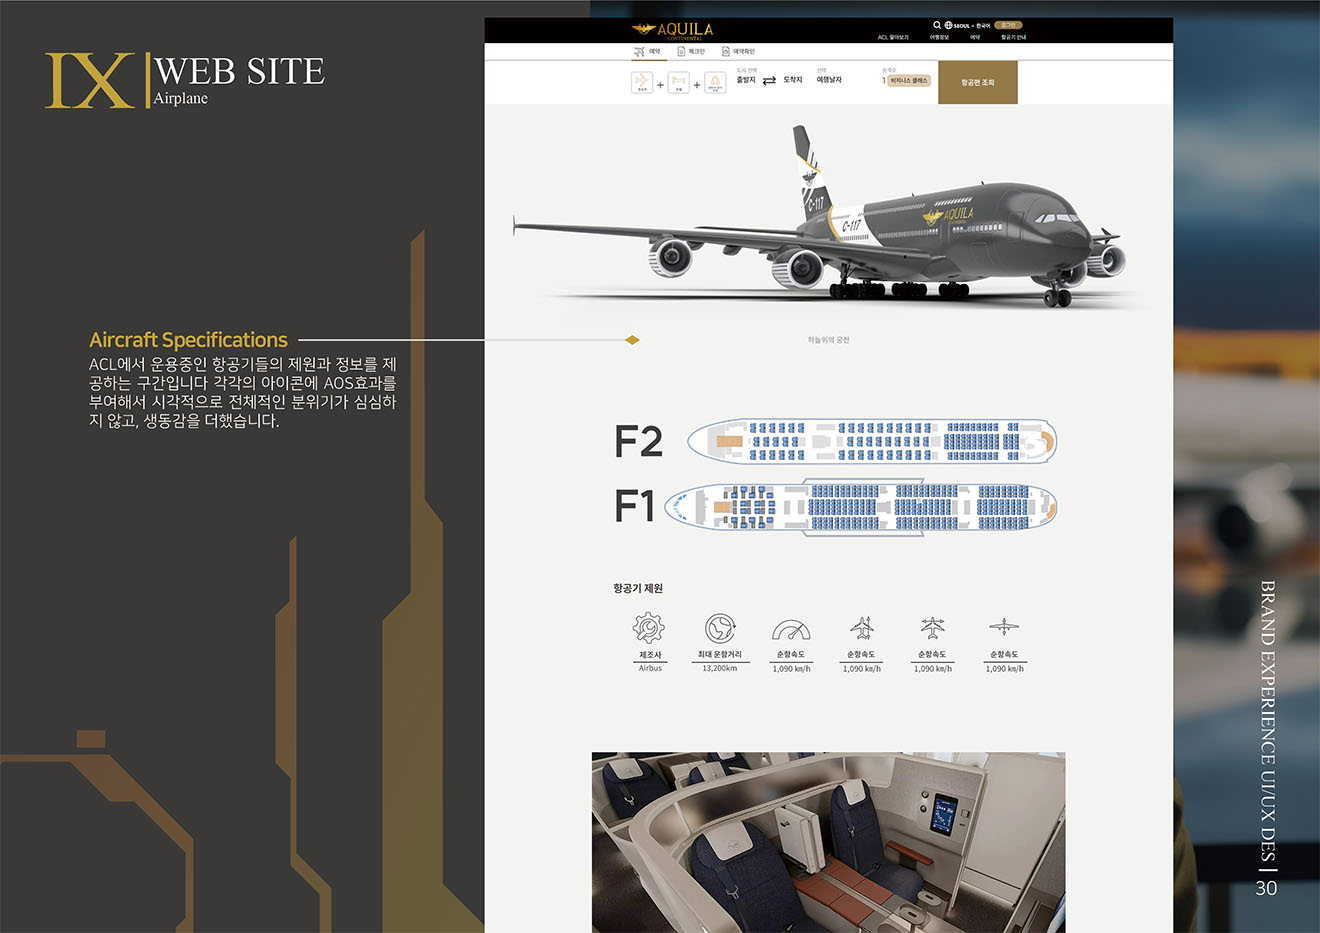 IX
WEB SITE
Airplane
AQUILA
CONTINENTAL
SEOUL - 한국어
로그인
ACL 알아보기
여행정보
예약
항공기 안내
예약
체크인
예약확인
도시 선택
출발지
도착지
선택
여행날자
승객수
1 비지니스 클래스
항공편 조회
C-117
C-117
AQUILA
Aircraft Specifications
ACL에서 운용중인 항공기들의 제원과 정보를 제
공하는 구간입니다 각각의 아이콘에 AOS효과를
부여해서 시각적으로 전체적인 분위기가 심심하
지 않고, 생동감을 더했습니다.
하늘위의 궁전
F2
F1
항공기 제원
제조사
Airbus
최대 운항거리
13,200km
순항속도
1,090 ㎞/h
순항속도
1,090 ㎞/h
순항속도
1,090 ㎞/h
순항속도
1,090 ㎞/h
BRAND EXPERIENCE UI/UX DES
30